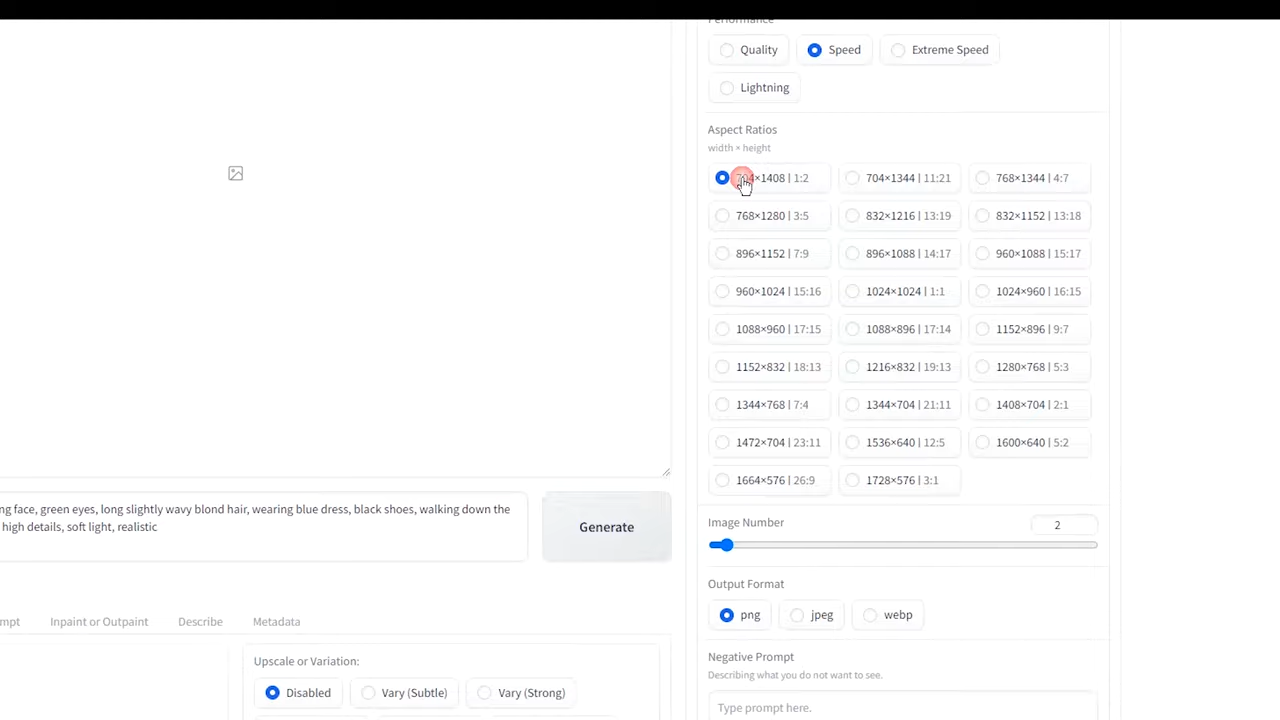 Performance
Quality
Speed
Extreme Speed
Lightning
Aspect Ratios
width × height
704×1408 | 1:2
704×1344 | 11:21
768×1344 | 4:7
768×1280 | 3:5
832×1216 | 13:19
832×1152 | 13:18
896×1152 | 7:9
896×1088 | 14:17
960×1088 | 15:17
960×1024 | 15:16
1024×1024 | 1:1
1024×960 | 16:15
1088×960 | 17:15
1088×896 | 17:14
1152×896 | 9:7
1152×832 | 18:13
1216×832 | 19:13
1280×768 | 5:3
1344×768 | 7:4
1344×704 | 21:11
1408×704 | 2:1
1472×704 | 23:11
1536×640 | 12:5
1600×640 | 5:2
1664×576 | 26:9
1728×576 | 3:1
ng face, green eyes, long slightly wavy blond hair, wearing blue dress, black shoes, walking down the
high details, soft light, realistic
Generate
Image Number
2
Output Format
png
jpeg
webp
mpt
Inpaint or Outpaint
Describe
Metadata
Upscale or Variation:
Disabled
Vary (Subtle)
Vary (Strong)
Negative Prompt
Describing what you do not want to see.
Type prompt here.